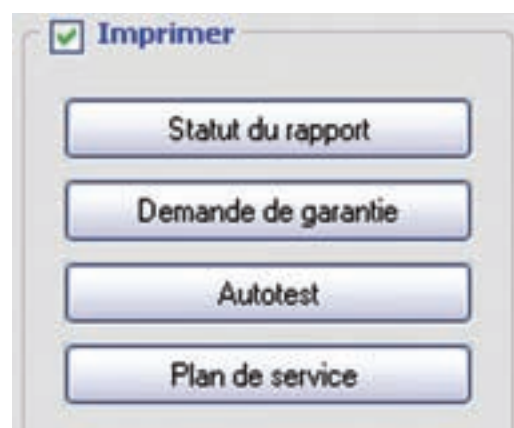 Imprimer
Statut du rapport
Demande de garantie
Autotest
Plan de service